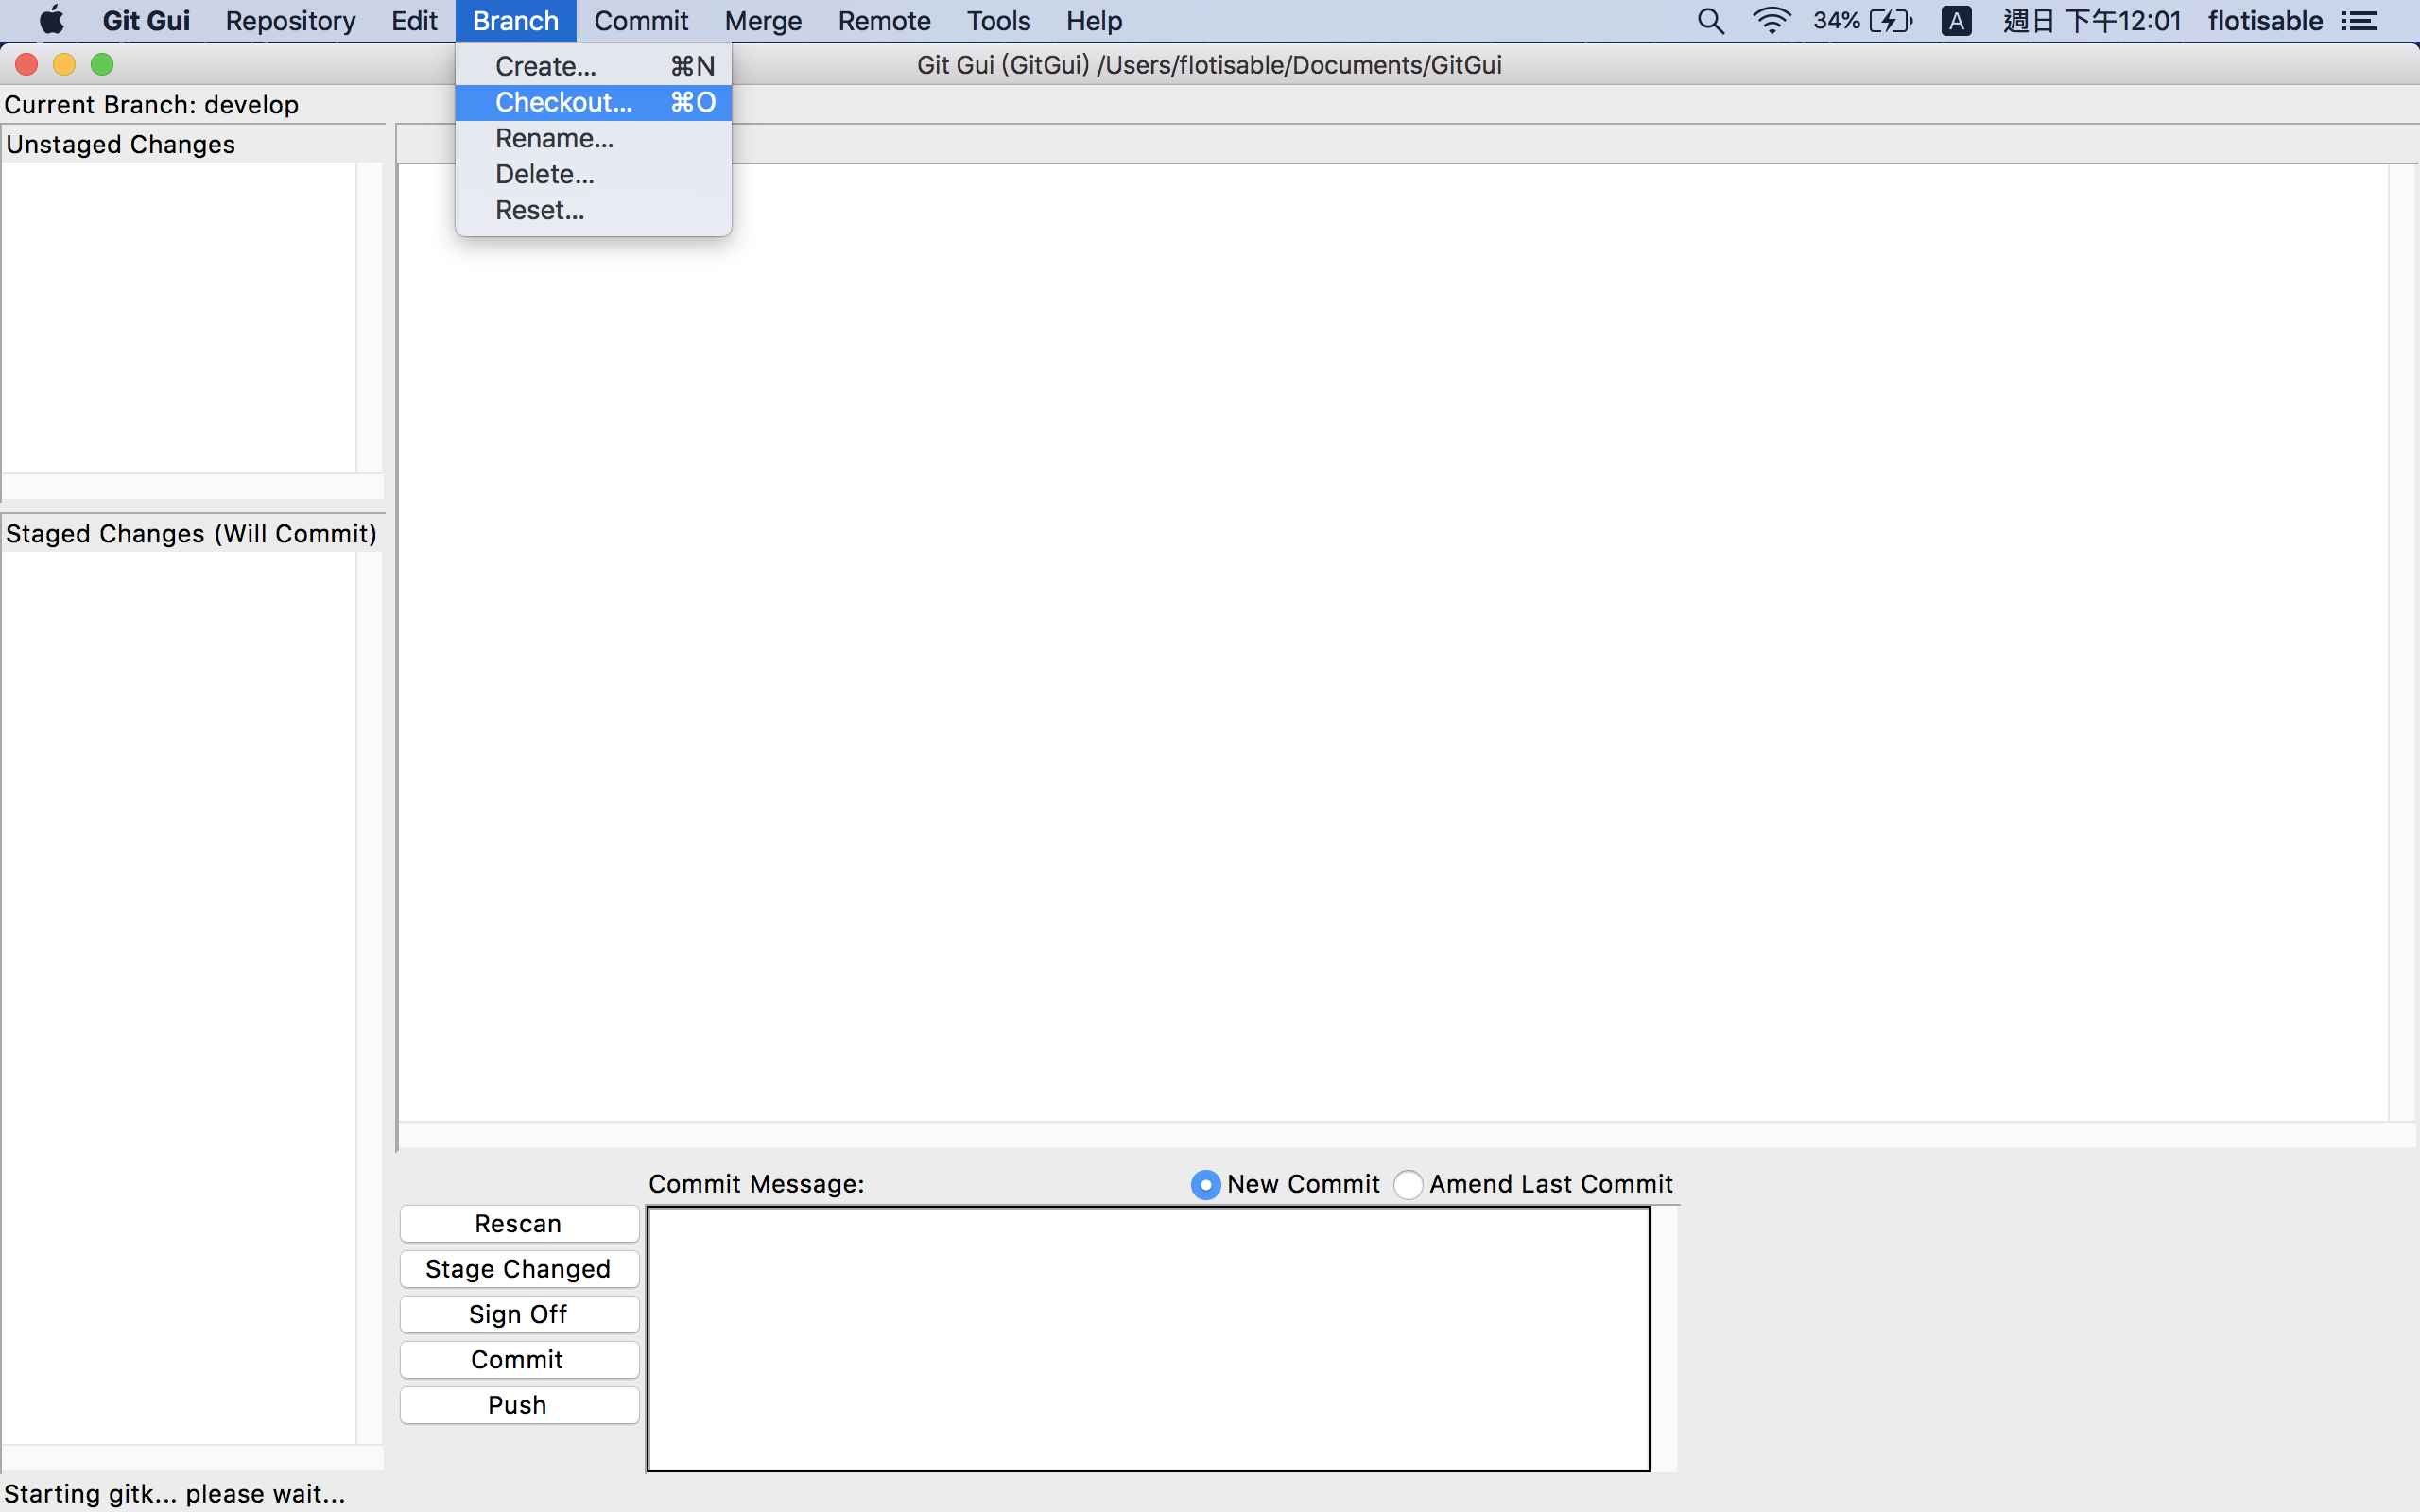 Git Gui Repository Edit Branch Commit Merge Remote Tools Help 34% A 週日 下午12:01 flotisable
Git Gui (GitGui) /Users/flotisable/Documents/GitGui
Create... ⌘N
Checkout... ⌘O
Rename...
Delete...
Reset...
Current Branch: develop
Unstaged Changes
Staged Changes (Will Commit)
Commit Message: New Commit Amend Last Commit
Rescan
Stage Changed
Sign Off
Commit
Push
Starting gitk... please wait...